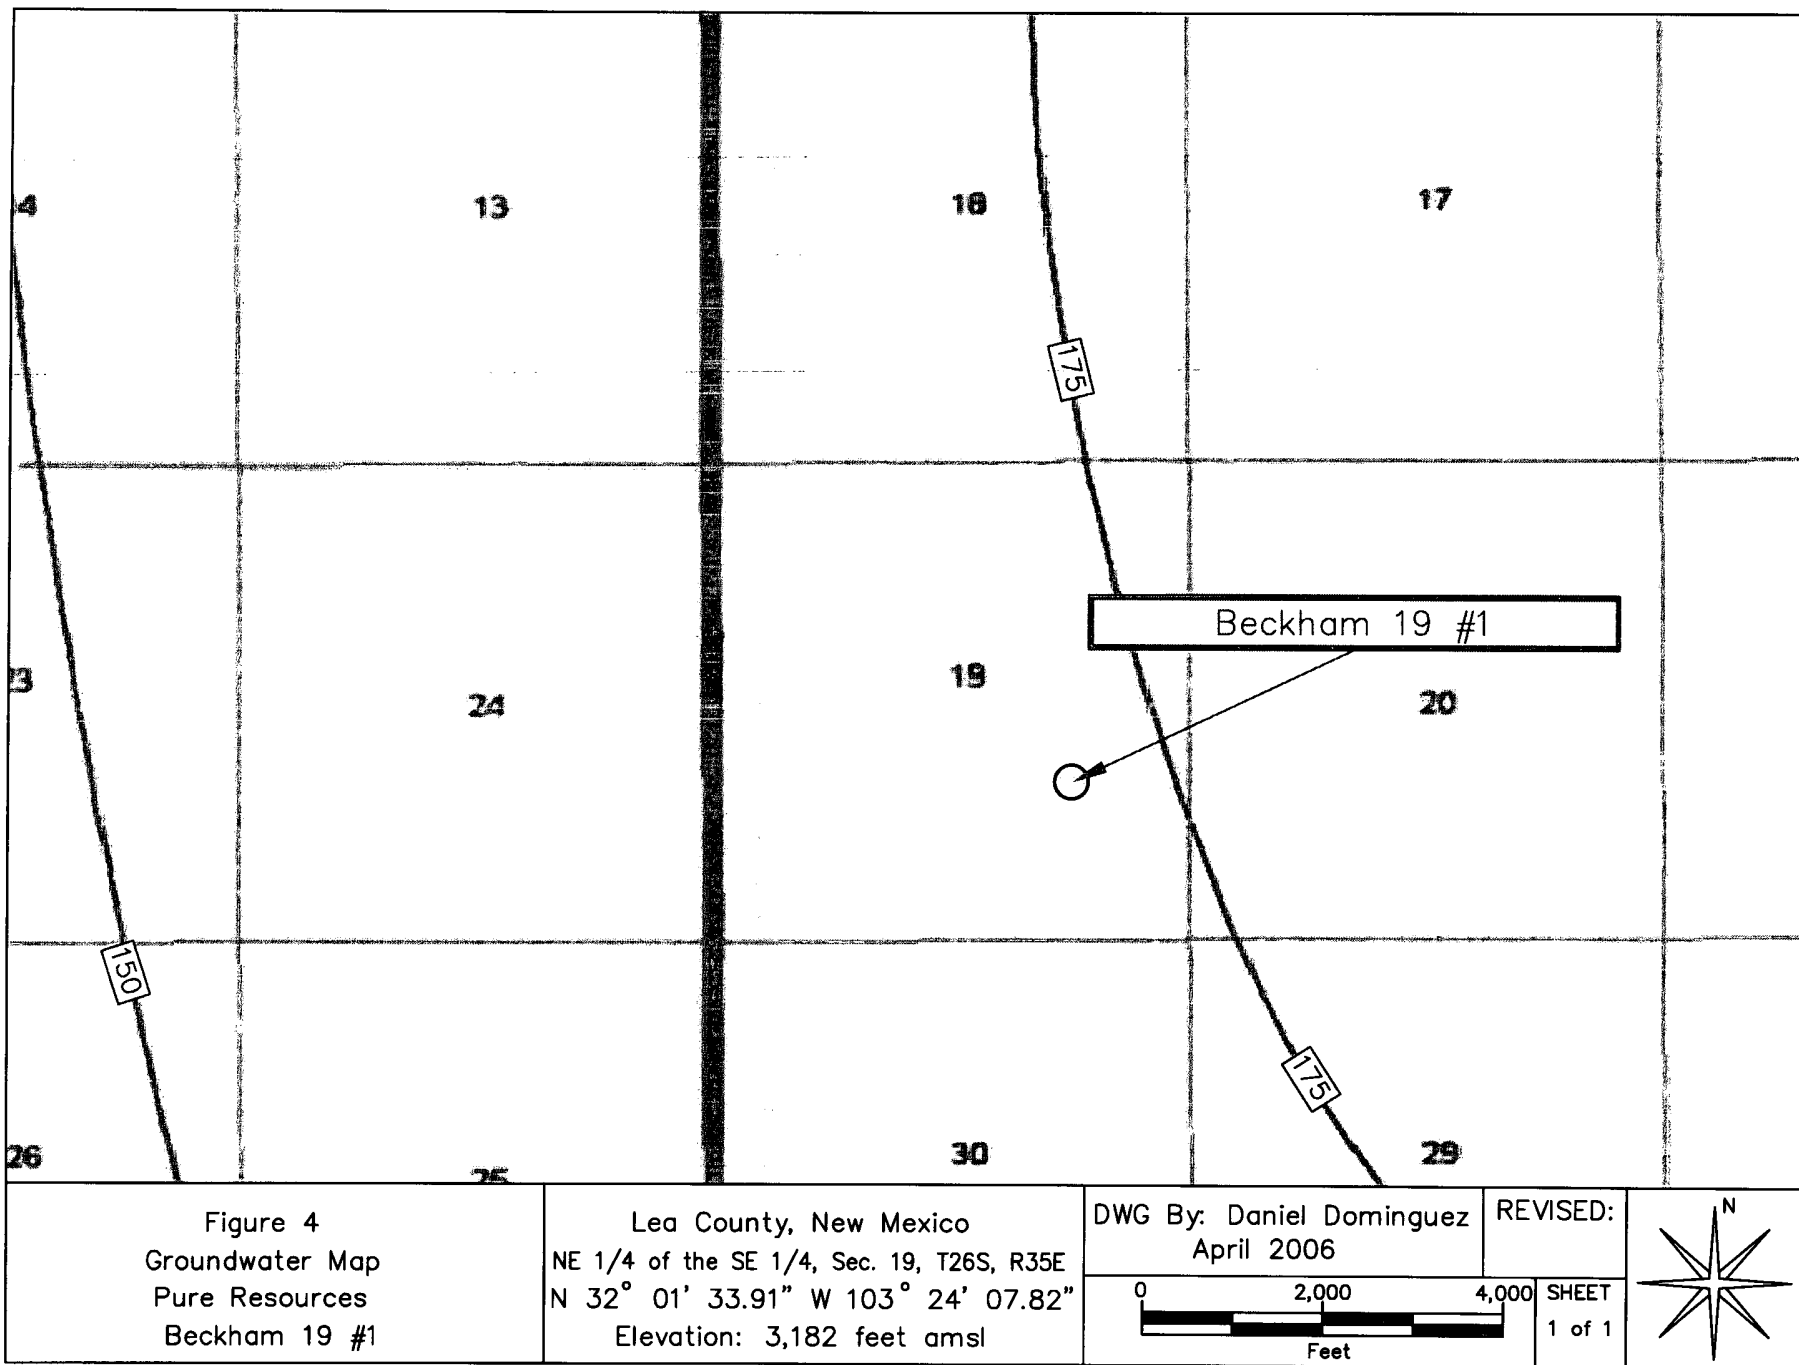 13
18
17
175
Beckham 19 #1
19
24
20
150
175
26
30
29
Figure 4
Groundwater Map
Pure Resources
Beckham 19 #1
Lea County, New Mexico
NE 1/4 of the SE 1/4, Sec. 19, T26S, R35E
N 32° 01' 33.91" W 103° 24' 07.82"
Elevation: 3,182 feet amsl
DWG By: Daniel Dominguez
April 2006
REVISED:
N
0 2,000 4,000
Feet
SHEET
1 of 1